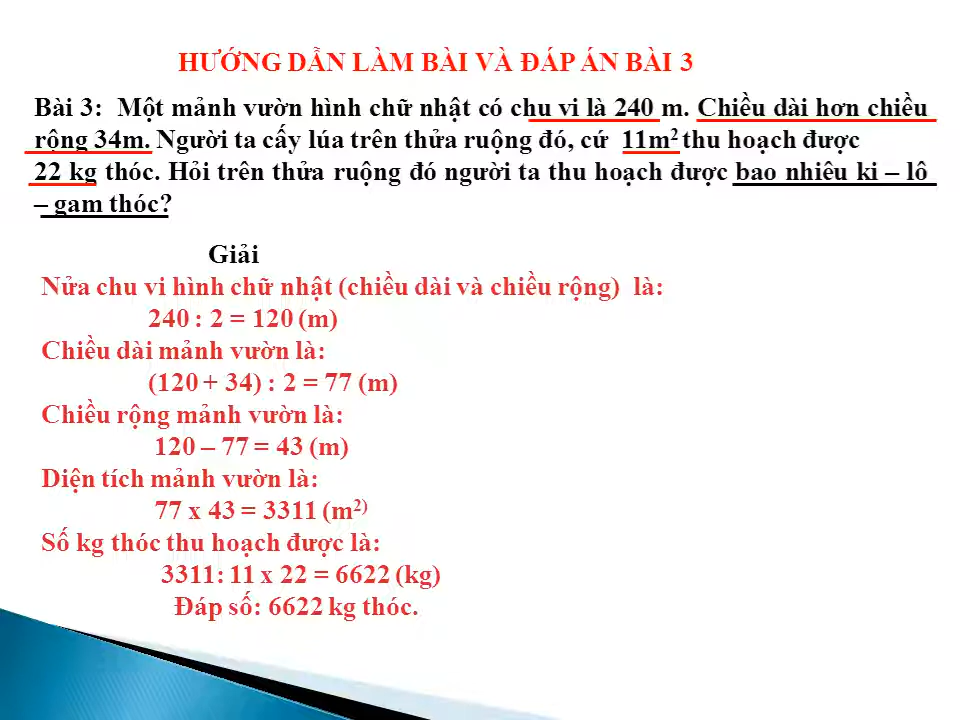 HƯỚNG DẪN LÀM BÀI VÀ ĐÁP ÁN BÀI 3
Bài 3: Một mảnh vườn hình chữ nhật có chu vi là 240 m. Chiều dài hơn chiều
rộng 34m. Người ta cấy lúa trên thửa ruộng đó, cứ 11m² thu hoạch được
22 kg thóc. Hỏi trên thửa ruộng đó người ta thu hoạch được bao nhiêu ki – lô
– gam thóc?
Giải
Nửa chu vi hình chữ nhật (chiều dài và chiều rộng) là:
240 : 2 = 120 (m)
Chiều dài mảnh vườn là:
(120 + 34) : 2 = 77 (m)
Chiều rộng mảnh vườn là:
120 – 77 = 43 (m)
Diện tích mảnh vườn là:
77 x 43 = 3311 (m²⁾
Số kg thóc thu hoạch được là:
3311: 11 x 22 = 6622 (kg)
Đáp số: 6622 kg thóc.